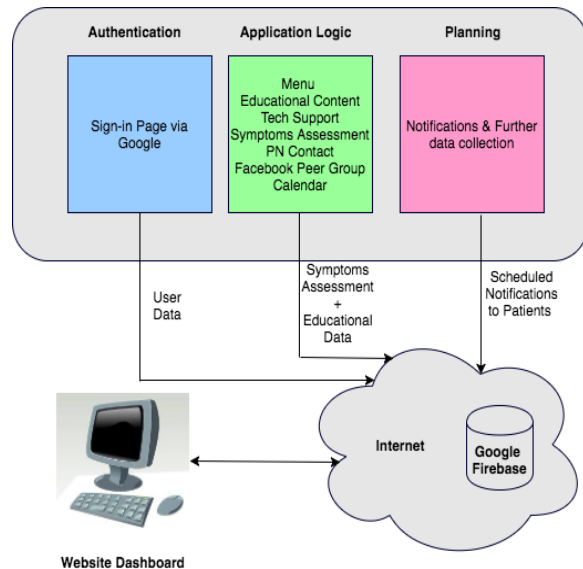 Authentication
Application Logic
Planning
Sign-in Page via
Google
Menu
Educational Content
Tech Support
Symptoms Assessment
PN Contact
Facebook Peer Group
Calendar
Notifications & Further
data collection
User
Data
Symptoms
Assessment
+
Educational
Data
Scheduled
Notifications
to Patients
Internet
Google
Firebase
Website Dashboard